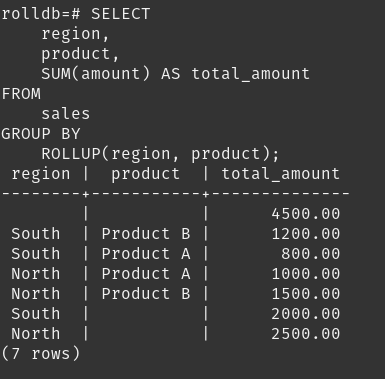 rolldb=# SELECT
    region,
    product,
    SUM(amount) AS total_amount
FROM
    sales
GROUP BY
    ROLLUP(region, product);
 region |  product  | total_amount
--------+-----------+--------------
        |           |      4500.00
 South  | Product B |      1200.00
 South  | Product A |       800.00
 North  | Product A |      1000.00
 North  | Product B |      1500.00
 South  |           |      2000.00
 North  |           |      2500.00
(7 rows)